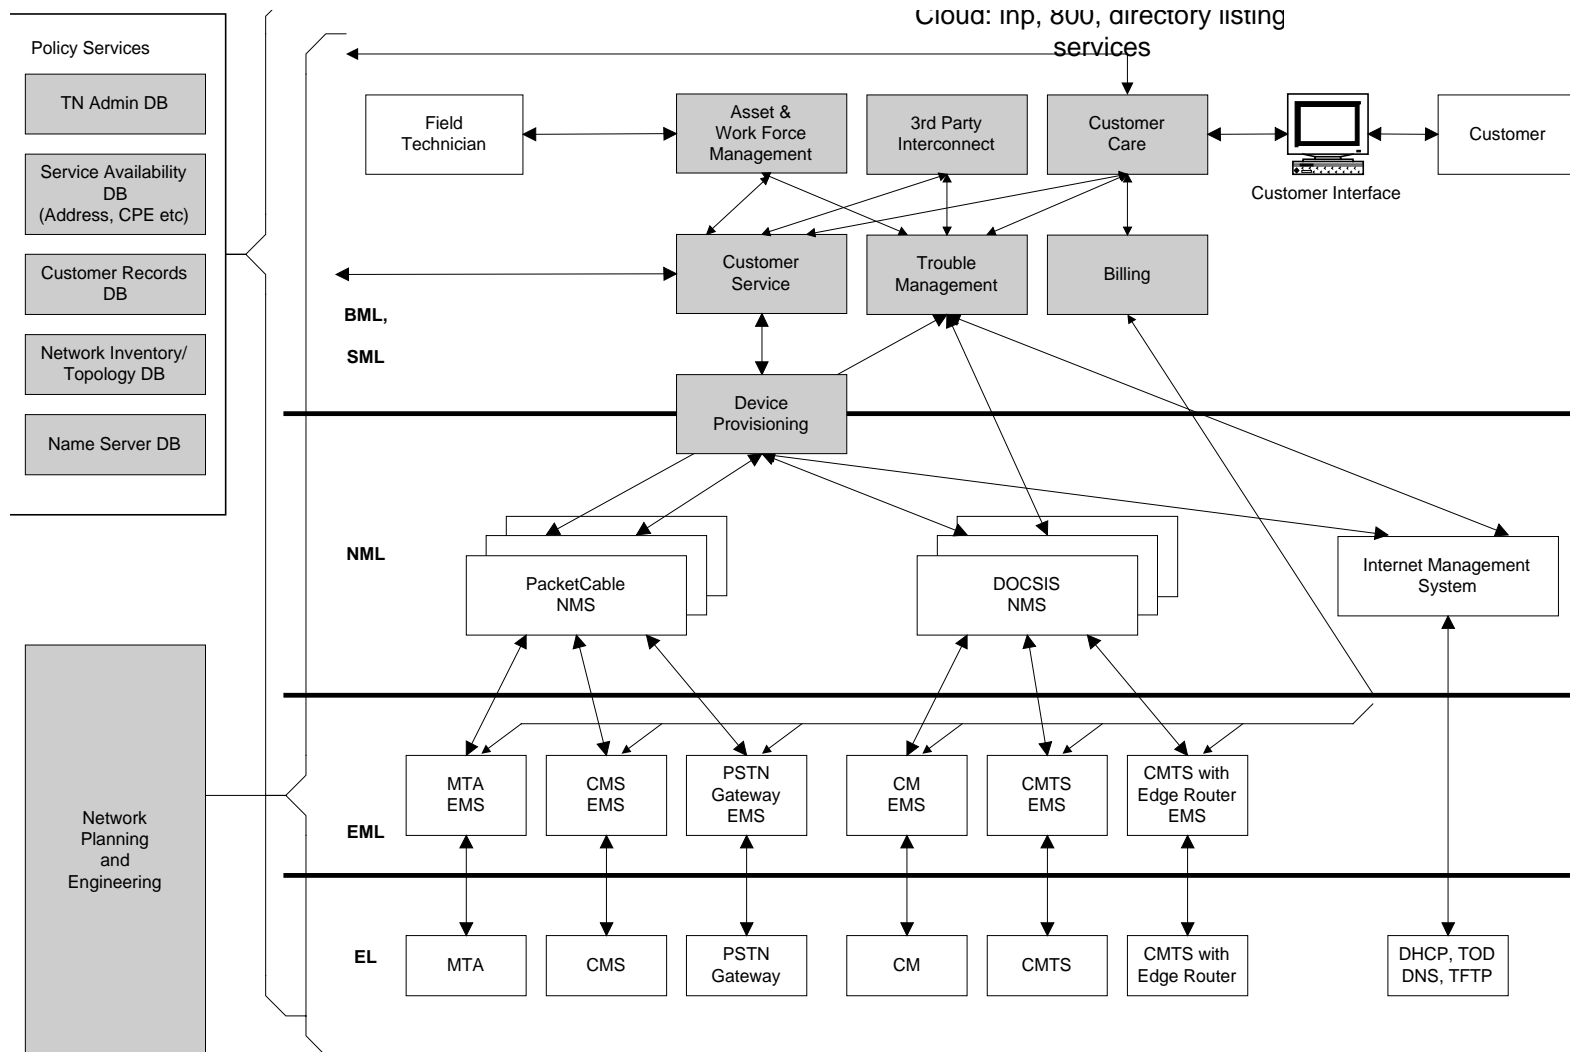 Cloud: lnp, 800, directory listing
services
Policy Services
TN Admin DB
Service Availability
DB
(Address, CPE etc)
Customer Records
DB
Network Inventory/
Topology DB
Name Server DB
Field
Technician
Asset &
Work Force
Management
3rd Party
Interconnect
Customer
Care
Customer Interface
Customer
Customer
Service
Trouble
Management
Billing
BML,
SML
Device
Provisioning
NML
PacketCable
NMS
DOCSIS
NMS
Internet Management
System
Network
Planning
and
Engineering
MTA
EMS
CMS
EMS
PSTN
Gateway
EMS
CM
EMS
CMTS
EMS
CMTS with
Edge Router
EMS
EML
EL
MTA
CMS
PSTN
Gateway
CM
CMTS
CMTS with
Edge Router
DHCP, TOD
DNS, TFTP